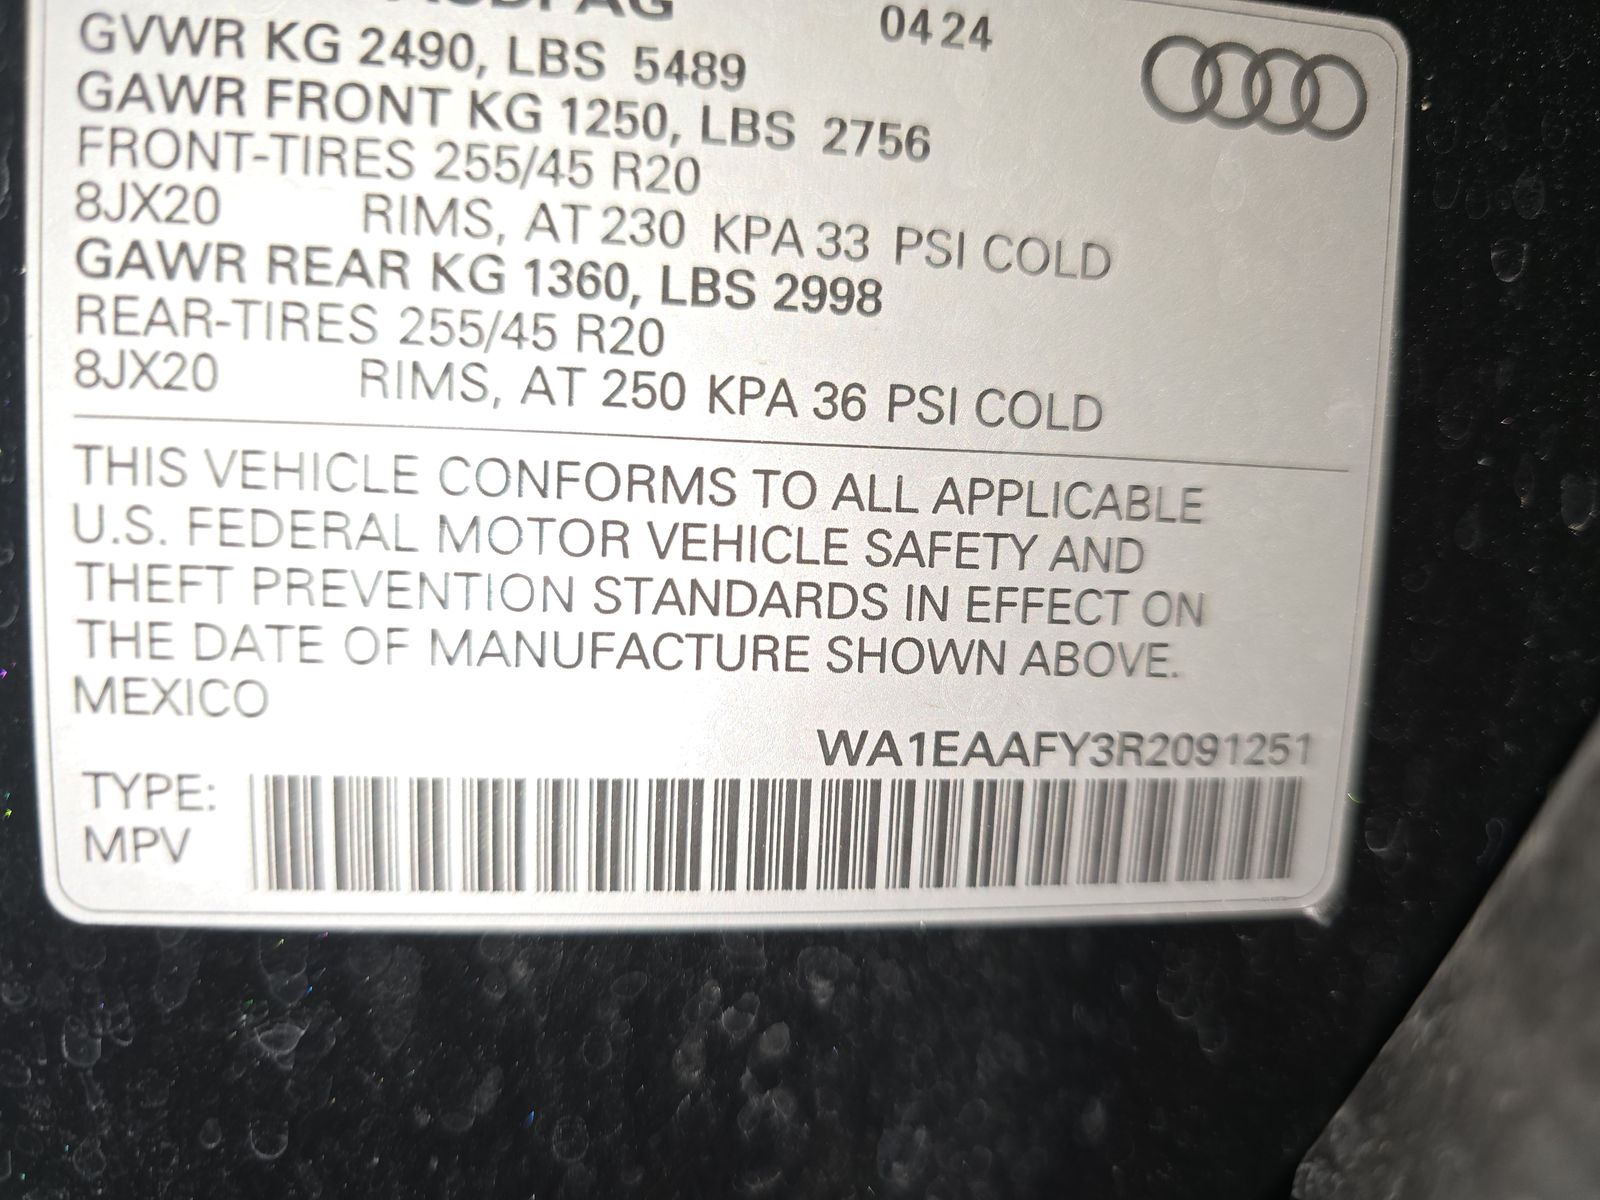 AUDI AG 0424
GVWR KG 2490, LBS 5489
GAWR FRONT KG 1250, LBS 2756
FRONT-TIRES 255/45 R20
8JX20 RIMS, AT 230 KPA 33 PSI COLD
GAWR REAR KG 1360, LBS 2998
REAR-TIRES 255/45 R20
8JX20 RIMS, AT 250 KPA 36 PSI COLD
THIS VEHICLE CONFORMS TO ALL APPLICABLE
U.S. FEDERAL MOTOR VEHICLE SAFETY AND
THEFT PREVENTION STANDARDS IN EFFECT ON
THE DATE OF MANUFACTURE SHOWN ABOVE.
MEXICO
WA1EAAFY3R2091251
TYPE:
MPV